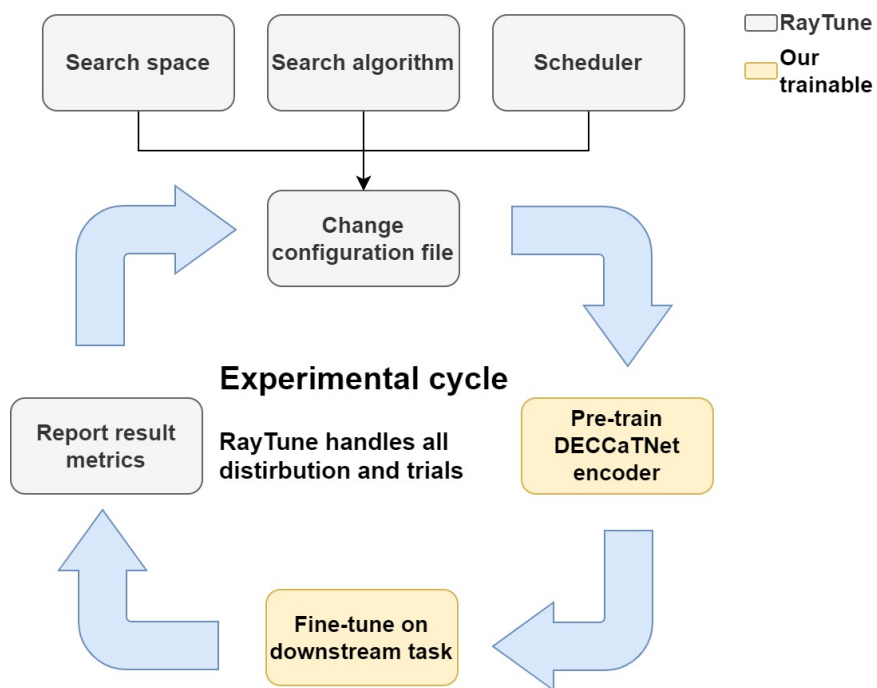 Search space
Search algorithm
Scheduler
RayTune
Our
trainable
Change
configuration file
Experimental cycle
RayTune handles all
distirbution and trials
Pre-train
DECCaTNet
encoder
Report result
metrics
Fine-tune on
downstream task